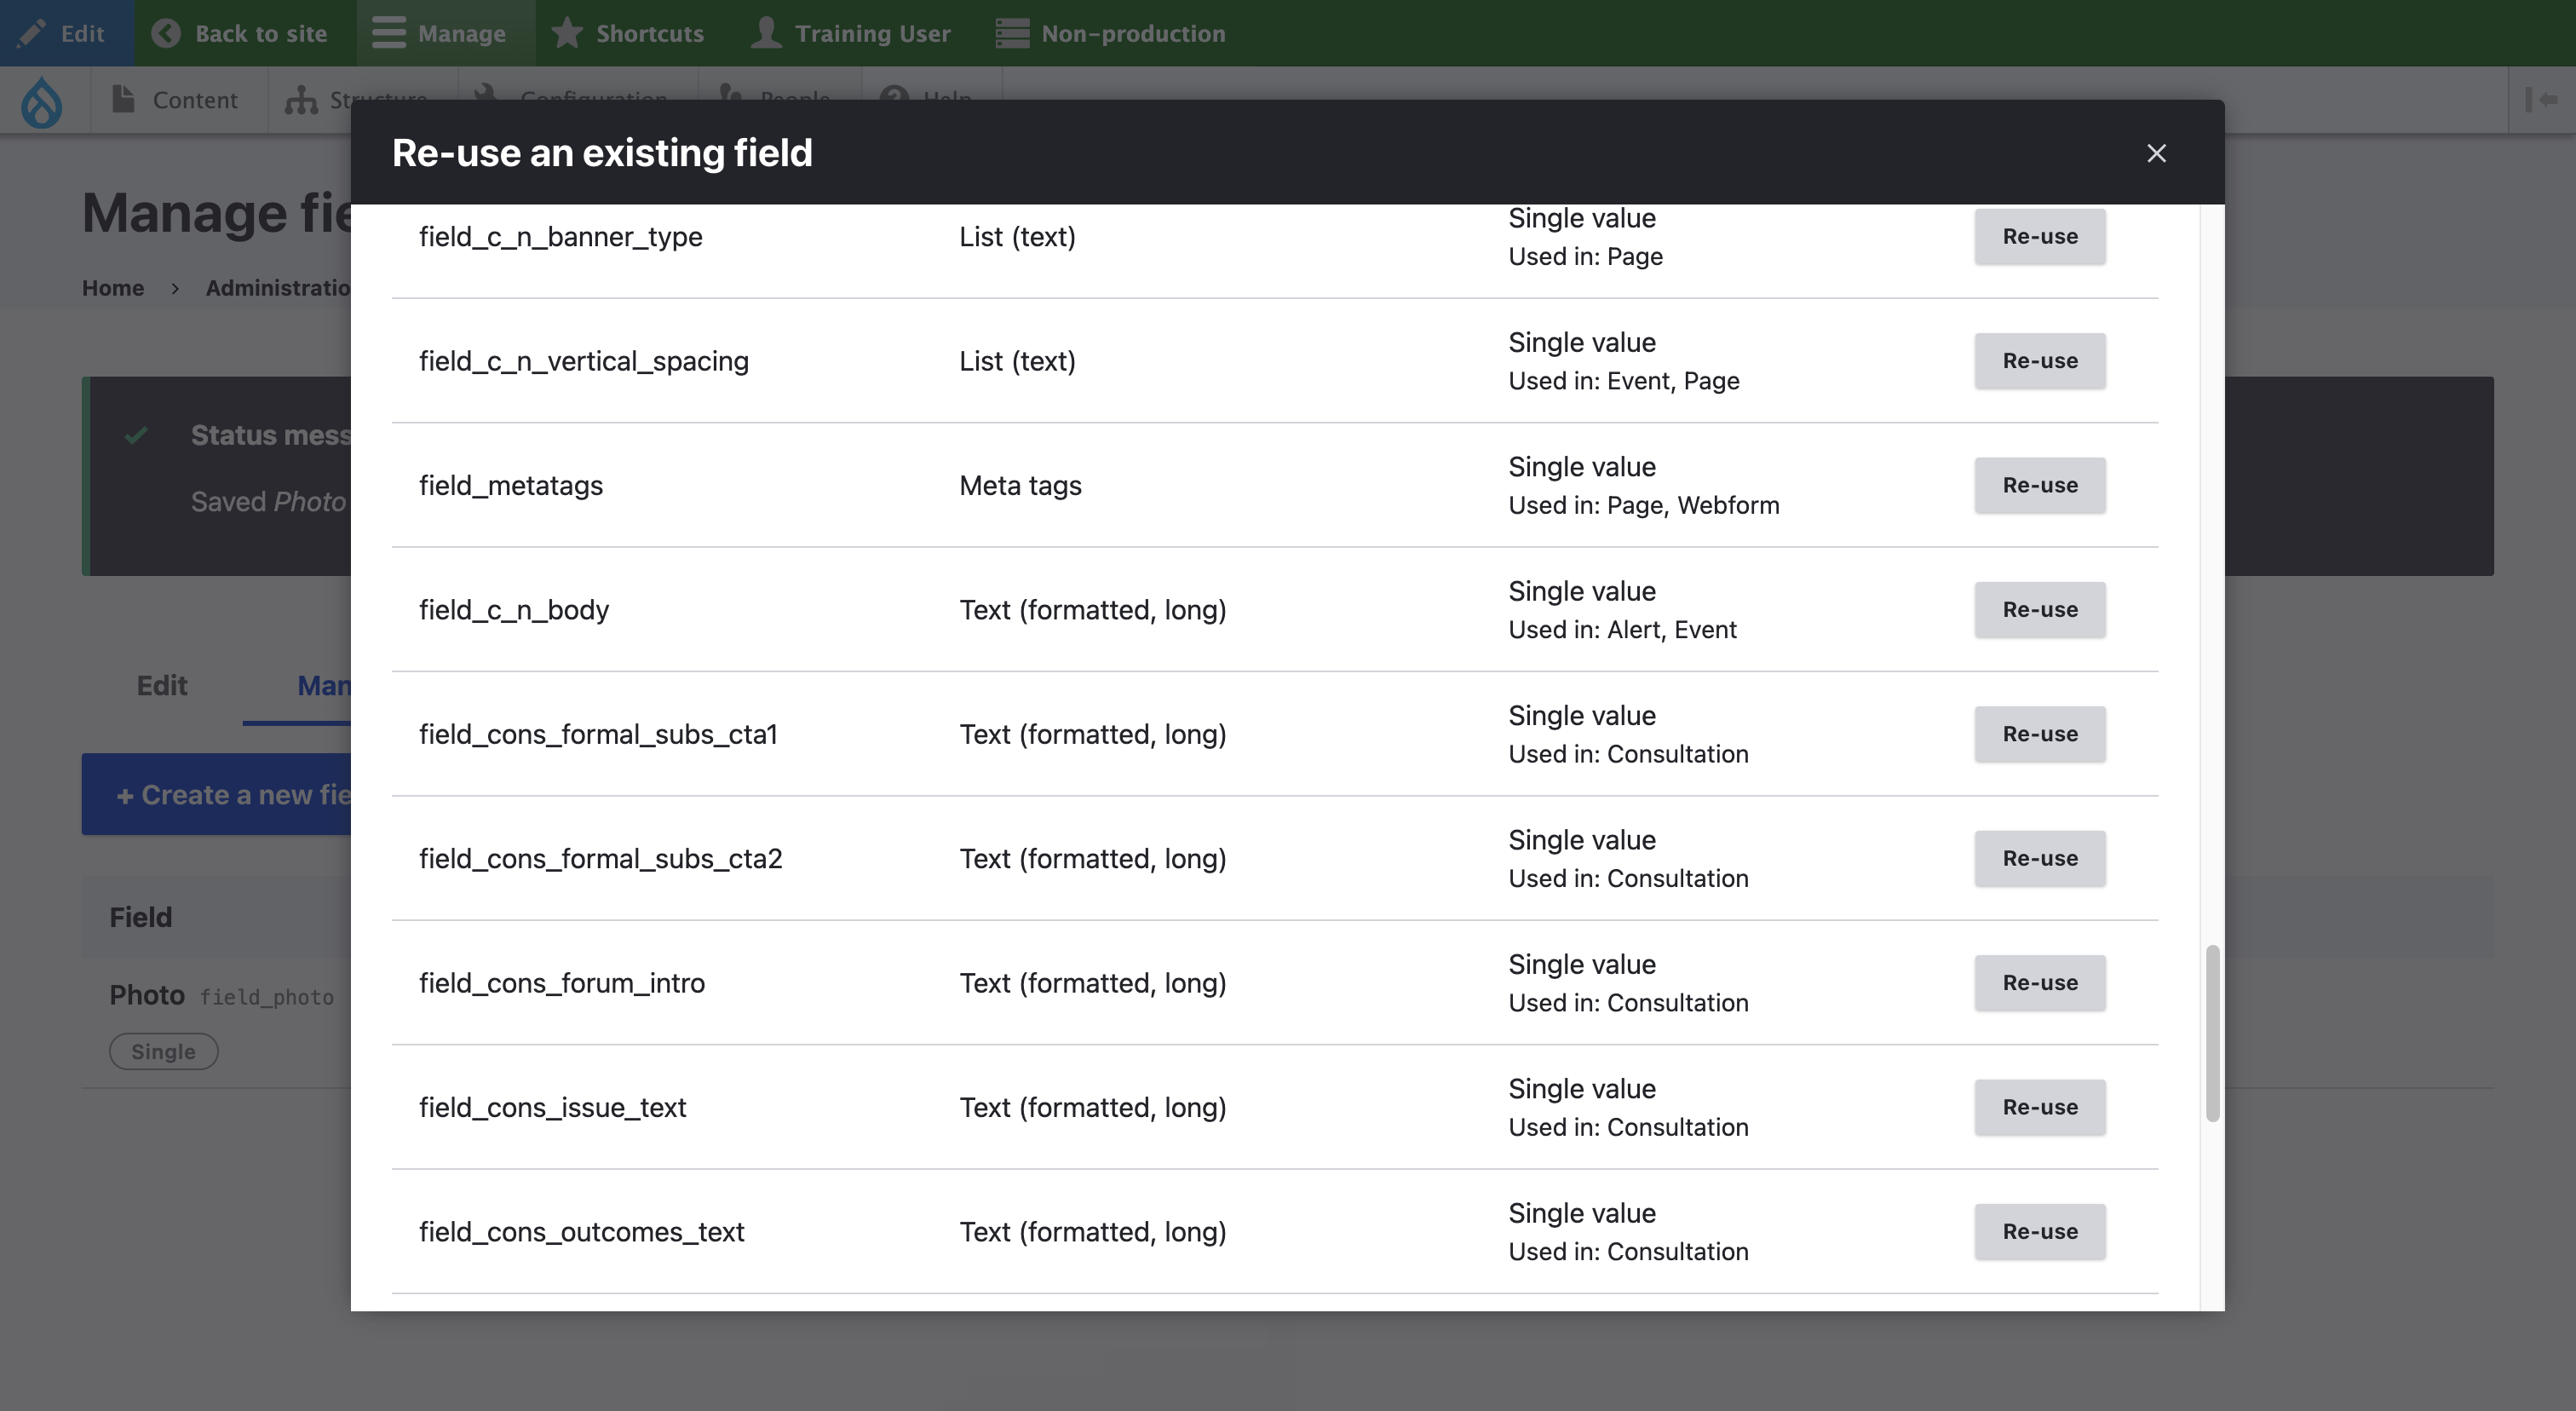 Edit
Back to site
Manage
Shortcuts
Training User
Non-production
Content
Structure
Configuration
People
Help
Manage fie
Home
Administratio
Status mess
Saved Photo
Edit
Man
+ Create a new fie
Field
Photo field_photo
Single
Re-use an existing field
field_c_n_banner_type
List (text)
Single value
Used in: Page
Re-use
field_c_n_vertical_spacing
List (text)
Single value
Used in: Event, Page
Re-use
field_metatags
Meta tags
Single value
Used in: Page, Webform
Re-use
field_c_n_body
Text (formatted, long)
Single value
Used in: Alert, Event
Re-use
field_cons_formal_subs_cta1
Text (formatted, long)
Single value
Used in: Consultation
Re-use
field_cons_formal_subs_cta2
Text (formatted, long)
Single value
Used in: Consultation
Re-use
field_cons_forum_intro
Text (formatted, long)
Single value
Used in: Consultation
Re-use
field_cons_issue_text
Text (formatted, long)
Single value
Used in: Consultation
Re-use
field_cons_outcomes_text
Text (formatted, long)
Single value
Used in: Consultation
Re-use